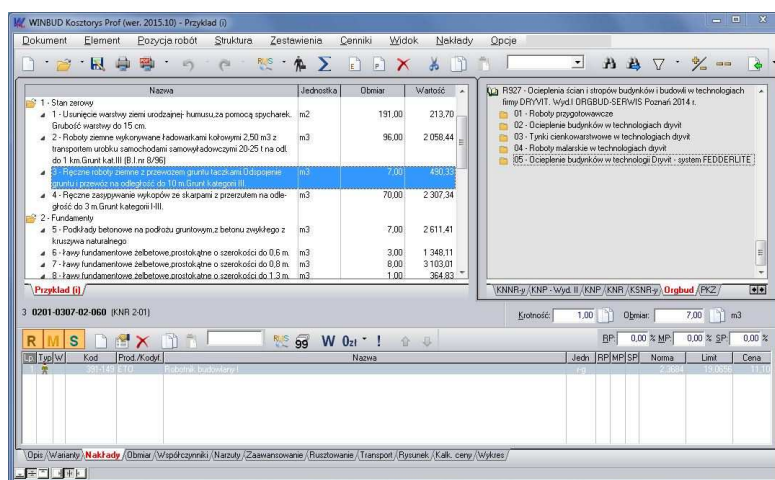 WINBUD Kosztorys Prof (wer. 2015.10) - Przyklad (i)
Dokument Element Pozycja robót Struktura Zestawienia Cenniki Widok Nakłady Opcje
Nazwa Jednostka Obmiar Wartość
1 - Stan zerowy
1 - Usunięcie warstwy ziemi urodzajnej- humusu,za pomocą spycharek. m2 191,00 213,70
Grubość warstwy do 15 cm.
2 - Roboty ziemne wykonywane ładowarkami kołowymi 2,50 m3 z m3 96,00 2 058,44
transportem urobku samochodami samowyładowczymi 20-25 t na odl.
do 1 km.Grunt kat.III (B.I.nr 8/96)
3 - Ręczne roboty ziemne z przewozem gruntu taczkami.Odspojenie m3 7,00 490,33
gruntu i przewóz na odległość do 10 m.Grunt kategorii III.
4 - Ręczne zasypywanie wykopów ze skarpami z przerzutem na odle- m3 70,00 2 307,34
głość do 3 m.Grunt kategorii I-III.
2 - Fundamenty
5 - Podkłady betonowe na podłożu gruntowym,z betonu zwykłego z m3 7,00 2 611,41
kruszywa naturalnego
6 - ławy fundamentowe żelbetowe,prostokątne o szerokości do 0,6 m. m3 3,00 1 348,11
7 - ławy fundamentowe żelbetowe,prostokątne o szerokości do 0,8 m. m3 8,00 3 103,01
8 - ławy fundamentowe żelbetowe,prostokątne o szerokości do 1,3 m. m3 1,00 364,83
Przykład (i)
R927 - Ocieplenia ścian i stropów budynków i budowli w technologiach
firmy DRYVIT. Wyd.I ORGBUD-SERWIS Poznań 2014 r.
01 - Roboty przygotowawcze
02 - Ocieplenie budynków w technologiach dryvit
03 - Tynki cienkowarstwowe w technologiach dryvit
04 - Roboty malarskie w technologiach dryvit
05 - Ocieplenie budynków w technologii Dryvit - system FEDDERLITE
KNNR-y KNP - Wyd. II KNP KNR KSNR-y Orgbud PKZ
3 0201-0307-02-060 (KNR 2-01) Krotność: 1,00 Obmiar: 7,00 m3
R M S RUS 99 W 0zł ! RP: 0,00 % MP: 0,00 % SP: 0,00 %
Lp Typ W Kod Prod./Kodyf. Nazwa Jedn RP MP SP Norma Limit Cena
1 391-149 ETO Robotnik budowlany I r-g 2,3684 19,0656 11,10
Opis Warianty Nakłady Obmiar Współczynniki Narzuty Zaawansowanie Rusztowanie Transport Rysunek Kalk. ceny Wykres